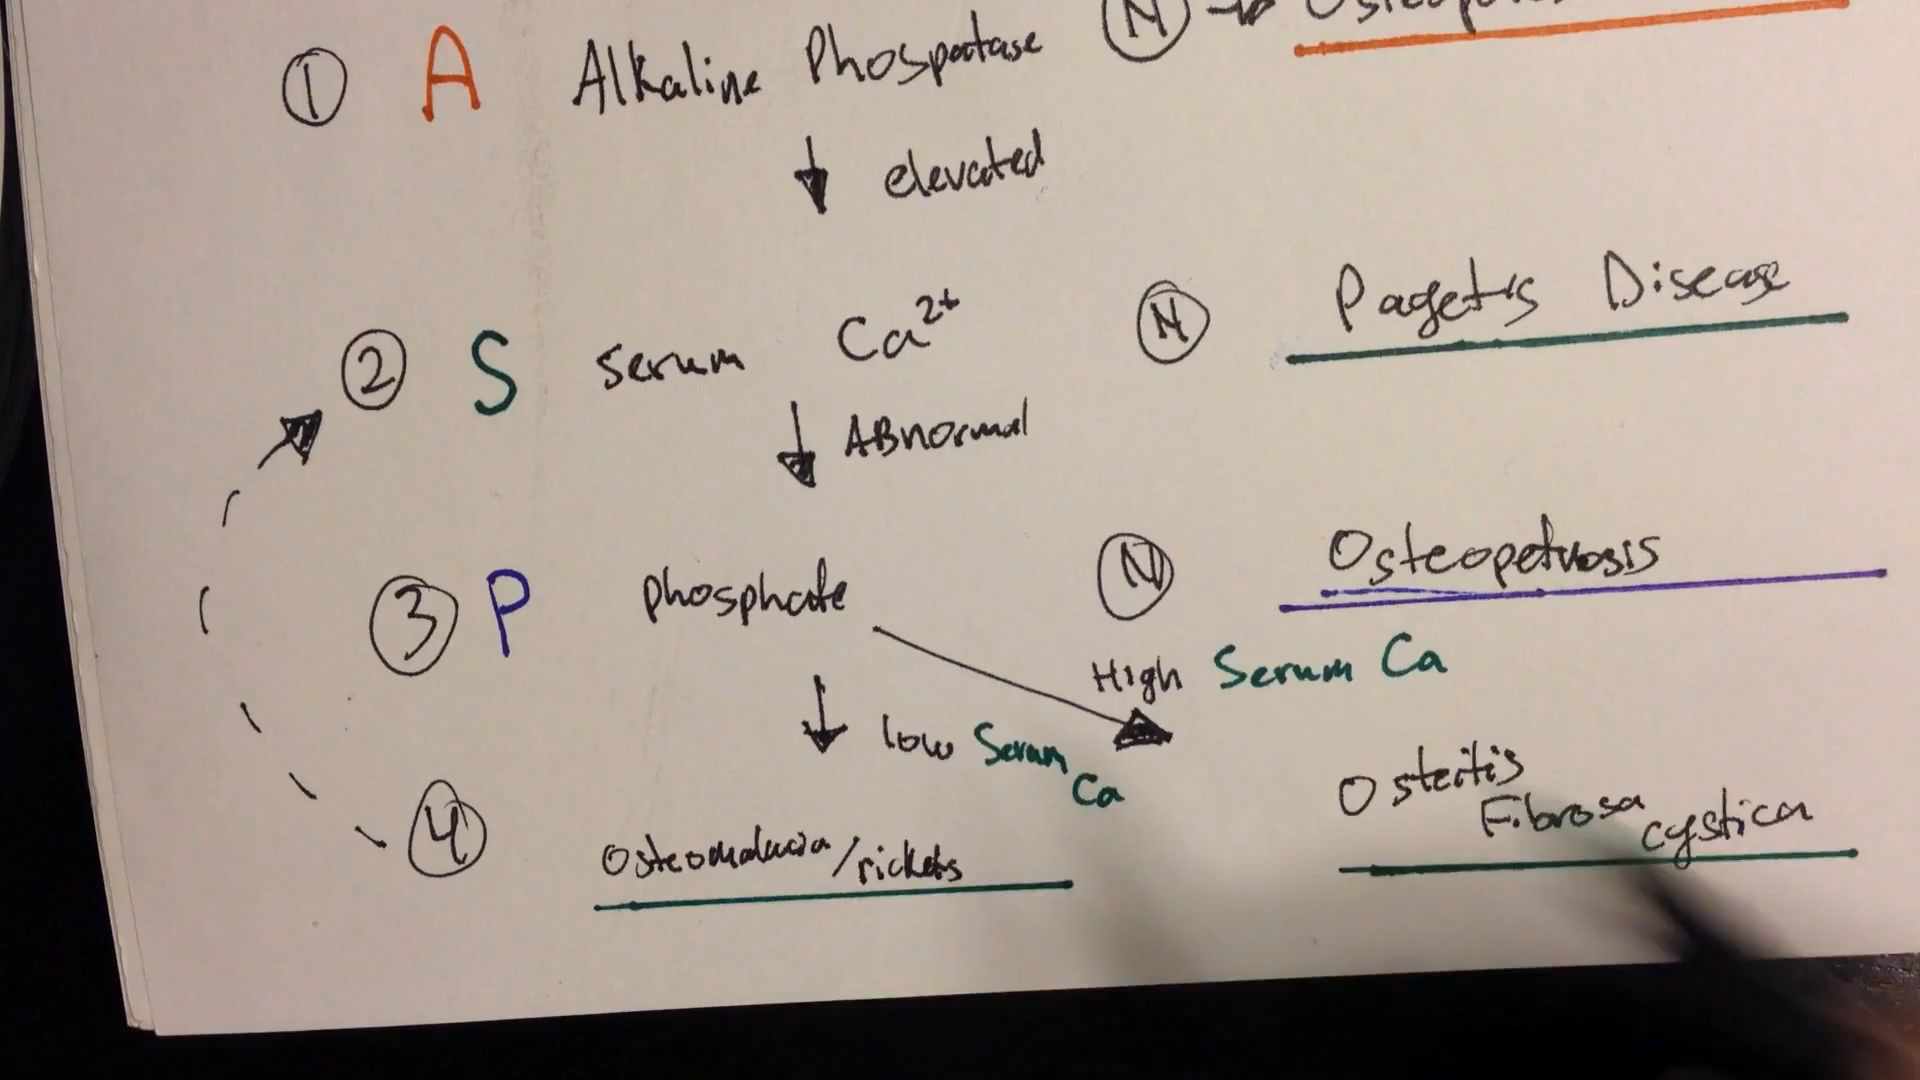 ① A Alkaline Phospatase Ⓝ →
↓ elevated
② S serum Ca²⁺ Ⓝ Paget's Disease
↓ ABnormal
③ P phosphate Ⓝ Osteopetrosis
High Serum Ca
↓ low Serum Ca
④ Osteomalacia/rickets Osteitis Fibrosa cystica